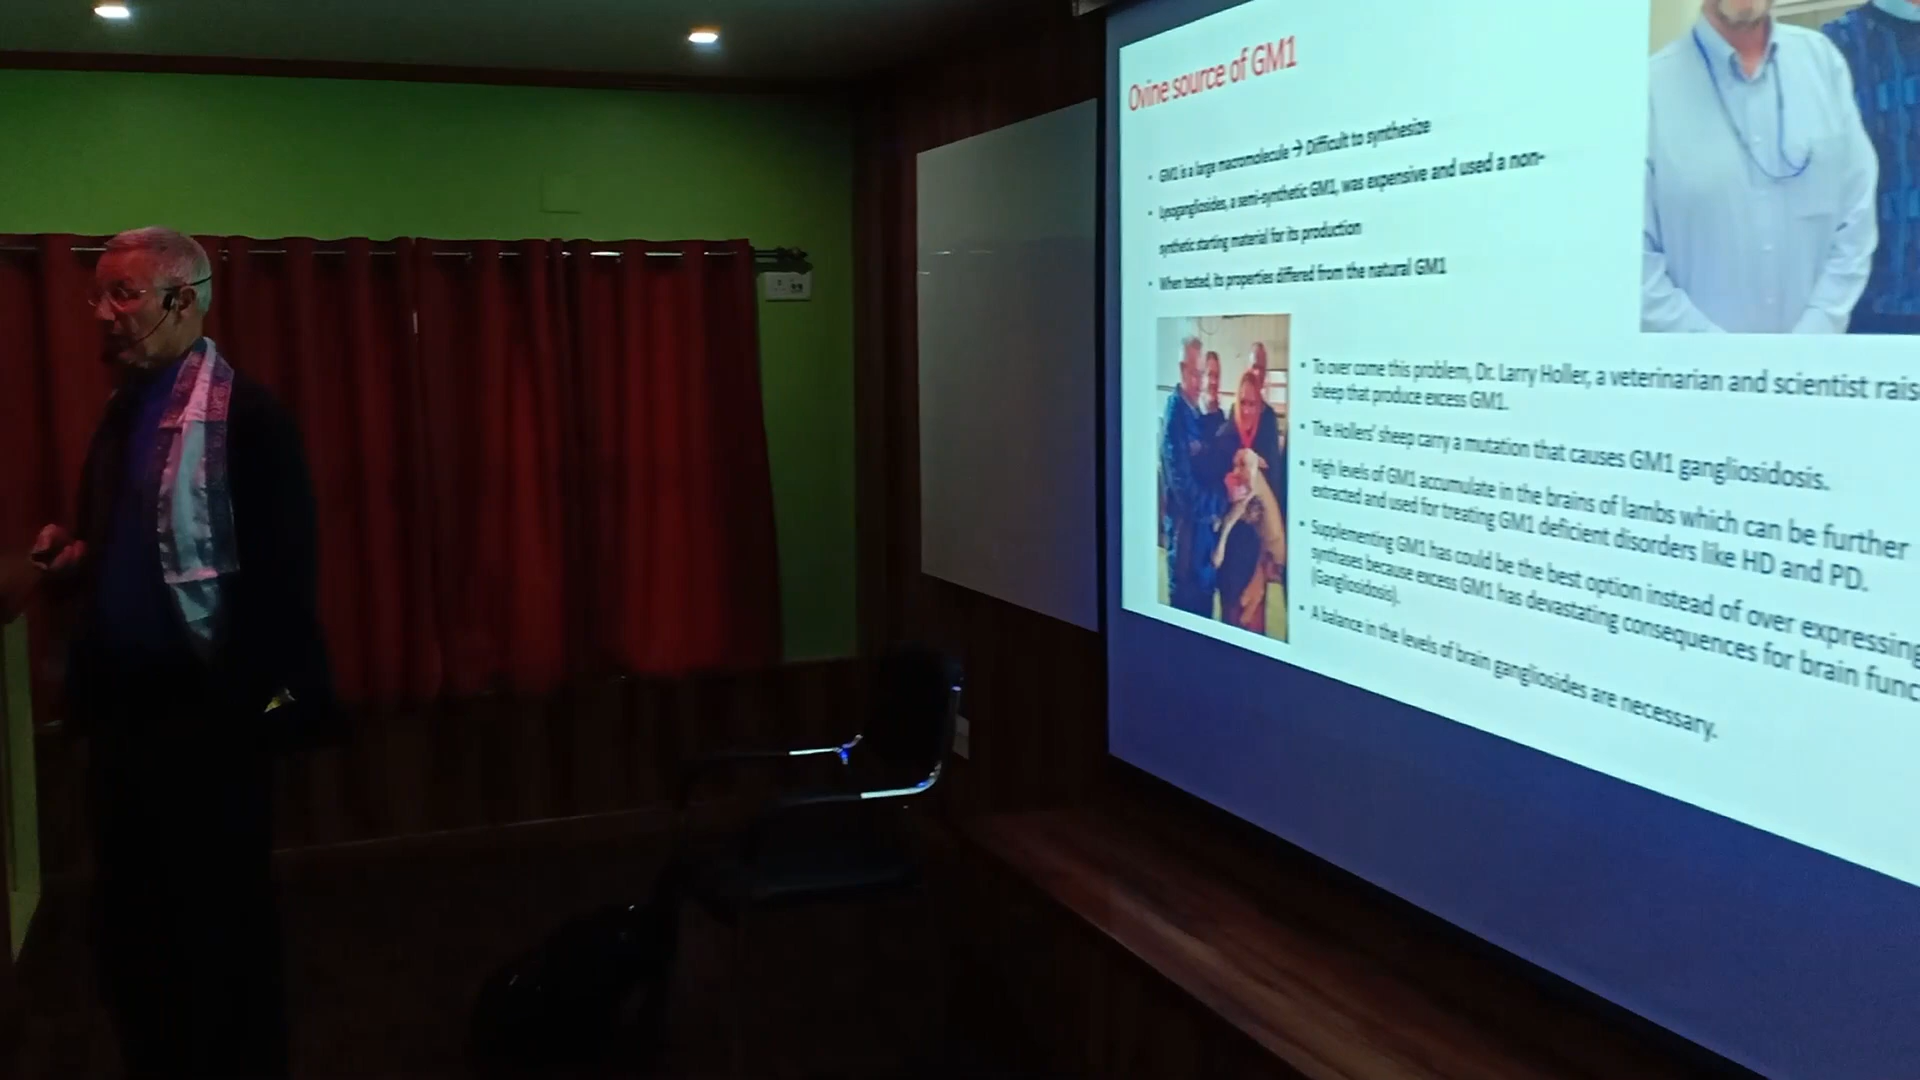 Ovine source of GM1
• GM1 is a large macromolecule → Difficult to synthesize
• Lysogangliosides, a semi-synthetic GM1, was expensive and used a non-
synthetic starting material for its production
• When tested, its properties differed from the natural GM1
• To over come this problem, Dr. Larry Holler, a veterinarian and scientist rais
sheep that produce excess GM1.
• The Hollers' sheep carry a mutation that causes GM1 gangliosidosis.
• High levels of GM1 accumulate in the brains of lambs which can be further
extracted and used for treating GM1 deficient disorders like HD and PD.
• Supplementing GM1 has could be the best option instead of over expressing
synthases because excess GM1 has devastating consequences for brain func
(Gangliosidosis).
• A balance in the levels of brain gangliosides are necessary.